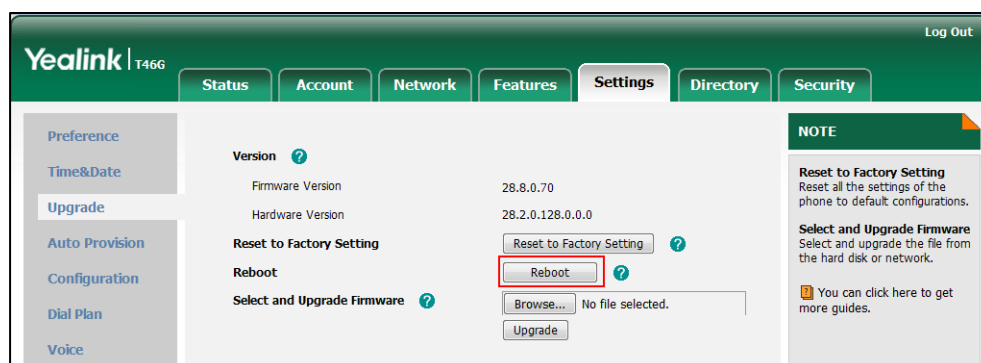 Log Out
Yealink | T46G
Status Account Network Features Settings Directory Security
Preference
Time&Date
Upgrade
Auto Provision
Configuration
Dial Plan
Voice
Version ?
Firmware Version 28.8.0.70
Hardware Version 28.2.0.128.0.0.0
Reset to Factory Setting Reset to Factory Setting ?
Reboot Reboot ?
Select and Upgrade Firmware ? Browse... No file selected.
Upgrade
NOTE
Reset to Factory Setting
Reset all the settings of the
phone to default configurations.
Select and Upgrade Firmware
Select and upgrade the file from
the hard disk or network.
? You can click here to get
more guides.